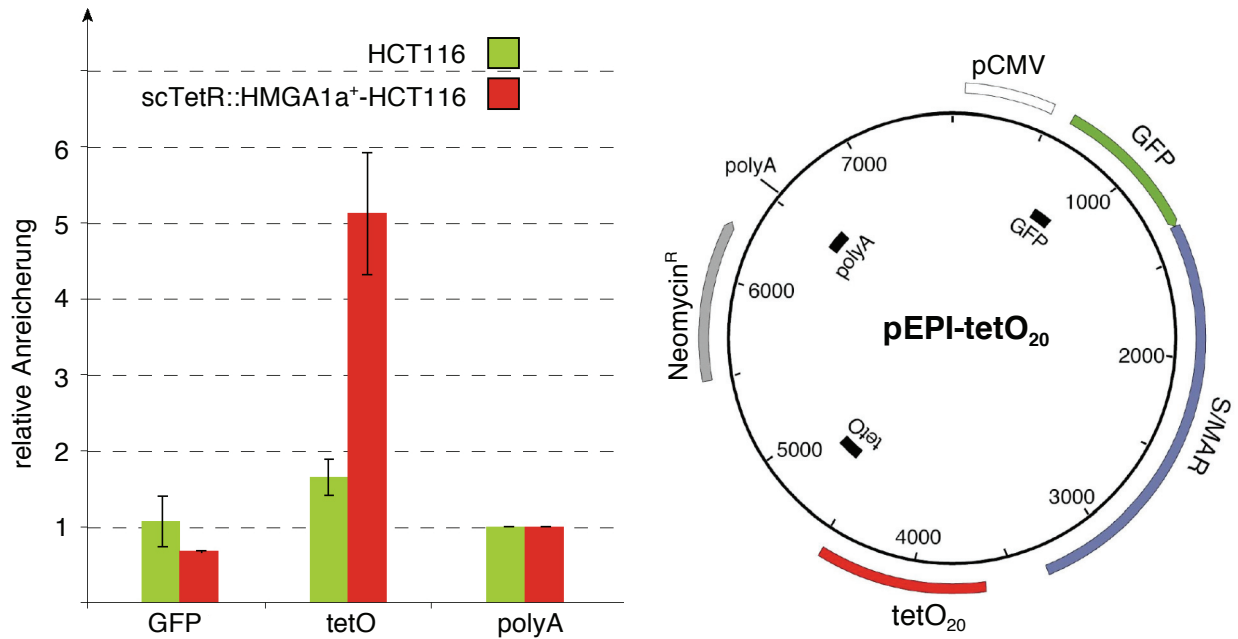 HCT116
scTetR::HMGA1a⁺-HCT116
relative Anreicherung
6
5
4
3
2
1
GFP
tetO
polyA
pCMV
GFP
S/MAR
tetO₂₀
Neomycinᴿ
polyA
7000
1000
2000
3000
4000
5000
6000
GFP
polyA
tetO
pEPI-tetO₂₀